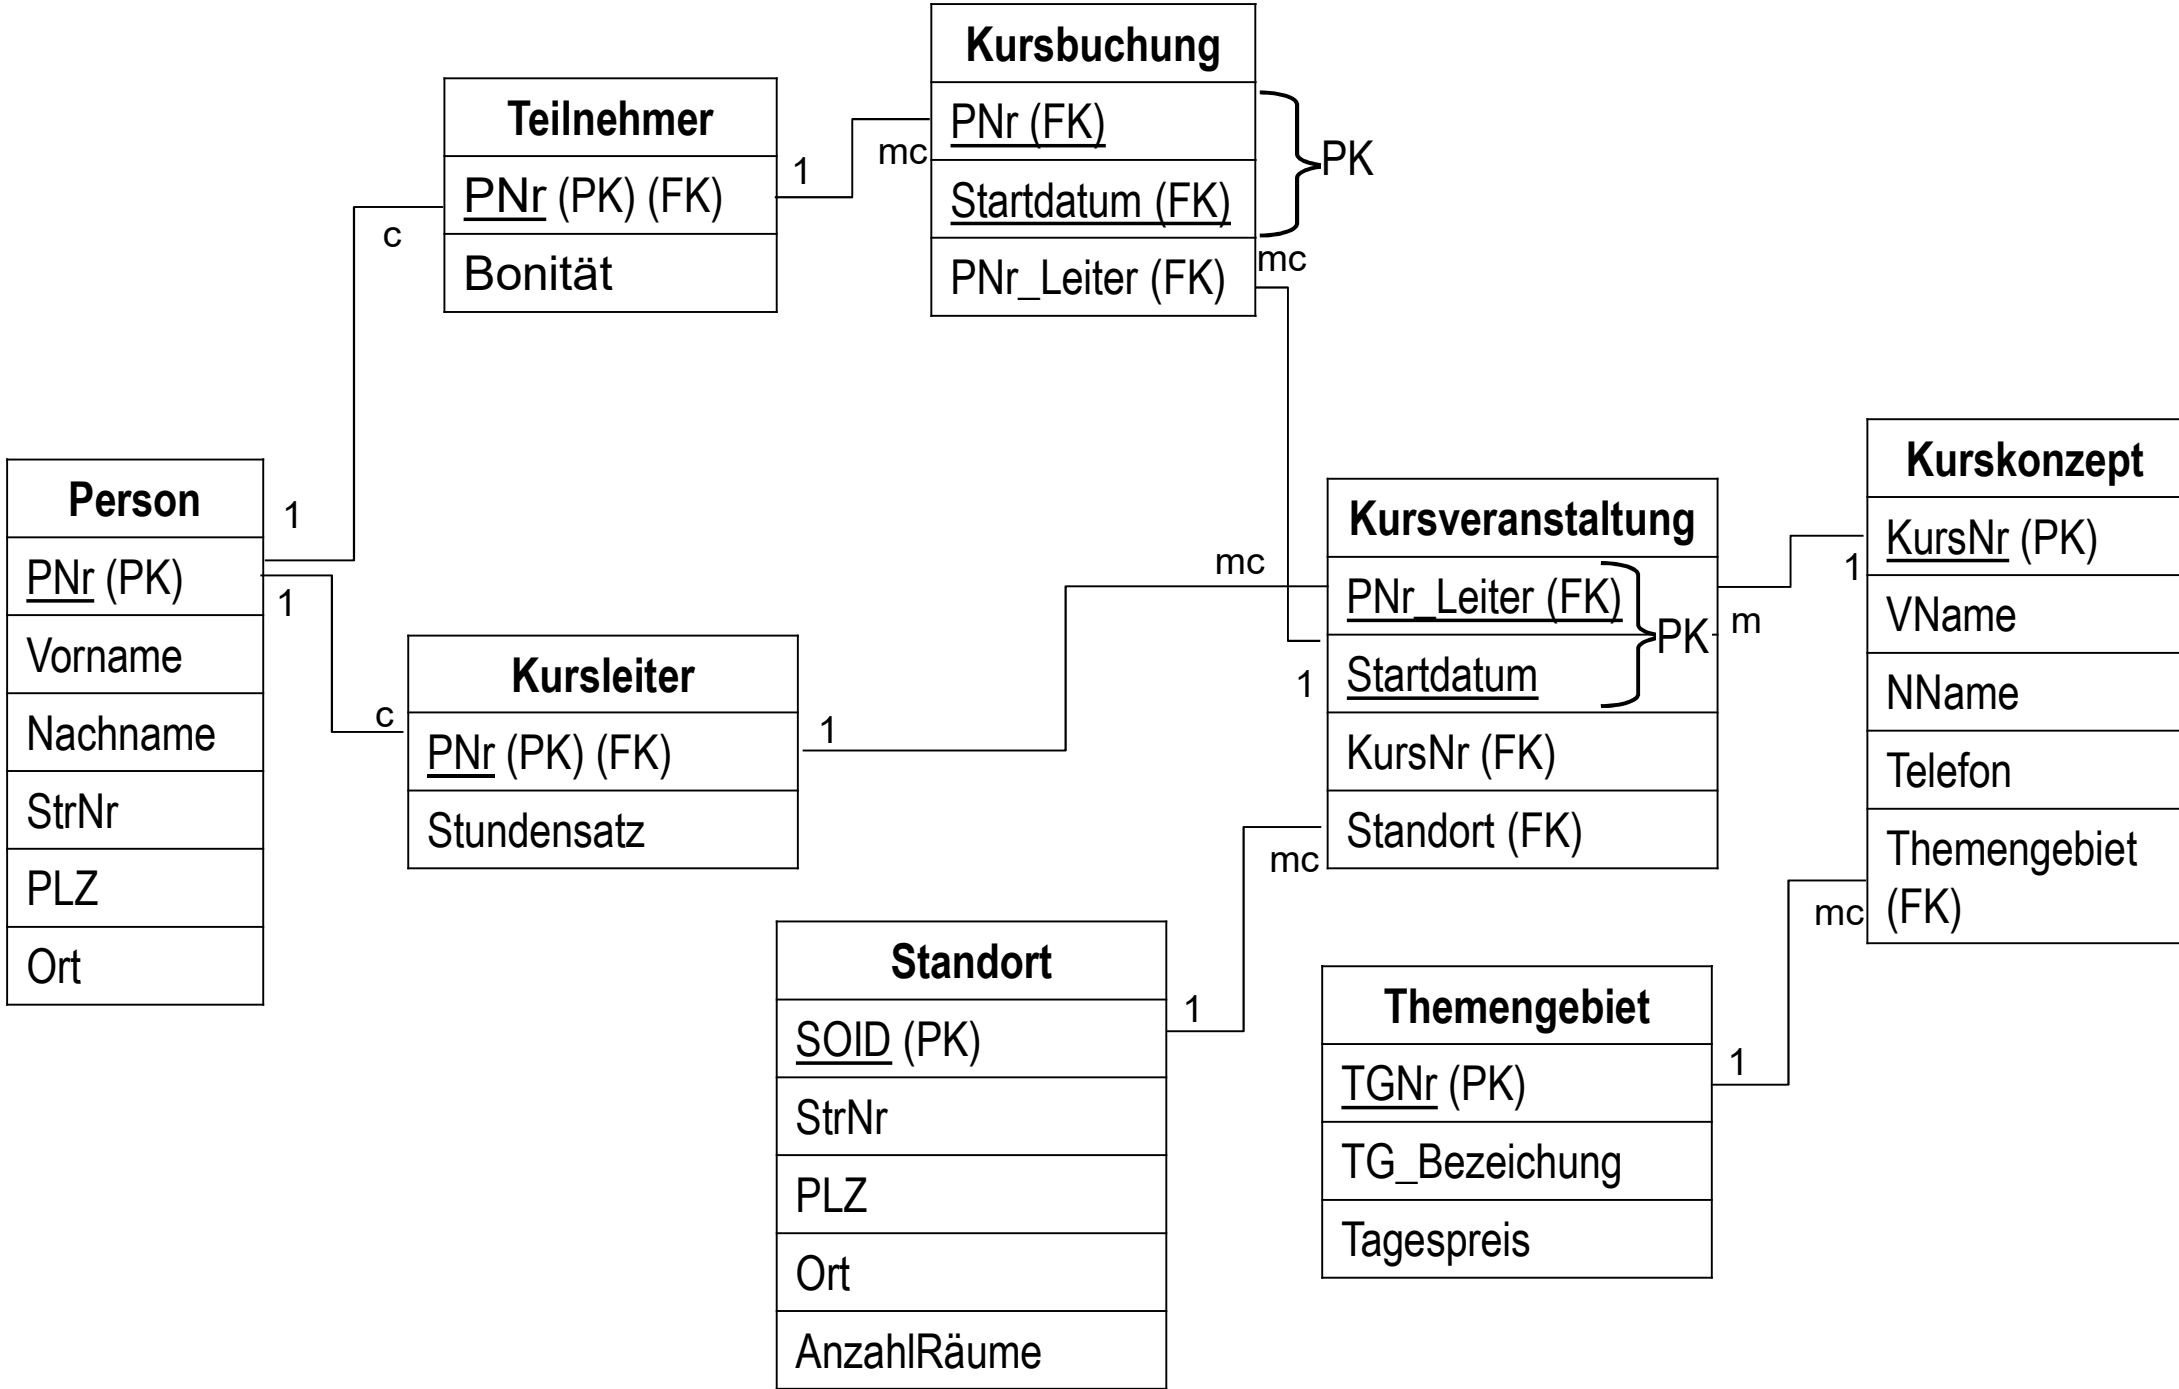 Kursbuchung
PNr (FK)
Startdatum (FK)
PNr_Leiter (FK)
PK
Teilnehmer
PNr (PK) (FK)
Bonität
1
mc
c
mc
Person
PNr (PK)
Vorname
Nachname
StrNr
PLZ
Ort
1
1
c
Kursleiter
PNr (PK) (FK)
Stundensatz
1
mc
Kursveranstaltung
PNr_Leiter (FK)
Startdatum
KursNr (FK)
Standort (FK)
PK
1
m
1
mc
Kurskonzept
KursNr (PK)
VName
NName
Telefon
Themengebiet
(FK)
mc
Standort
SOID (PK)
StrNr
PLZ
Ort
AnzahlRäume
1
Themengebiet
TGNr (PK)
TG_Bezeichung
Tagespreis
1